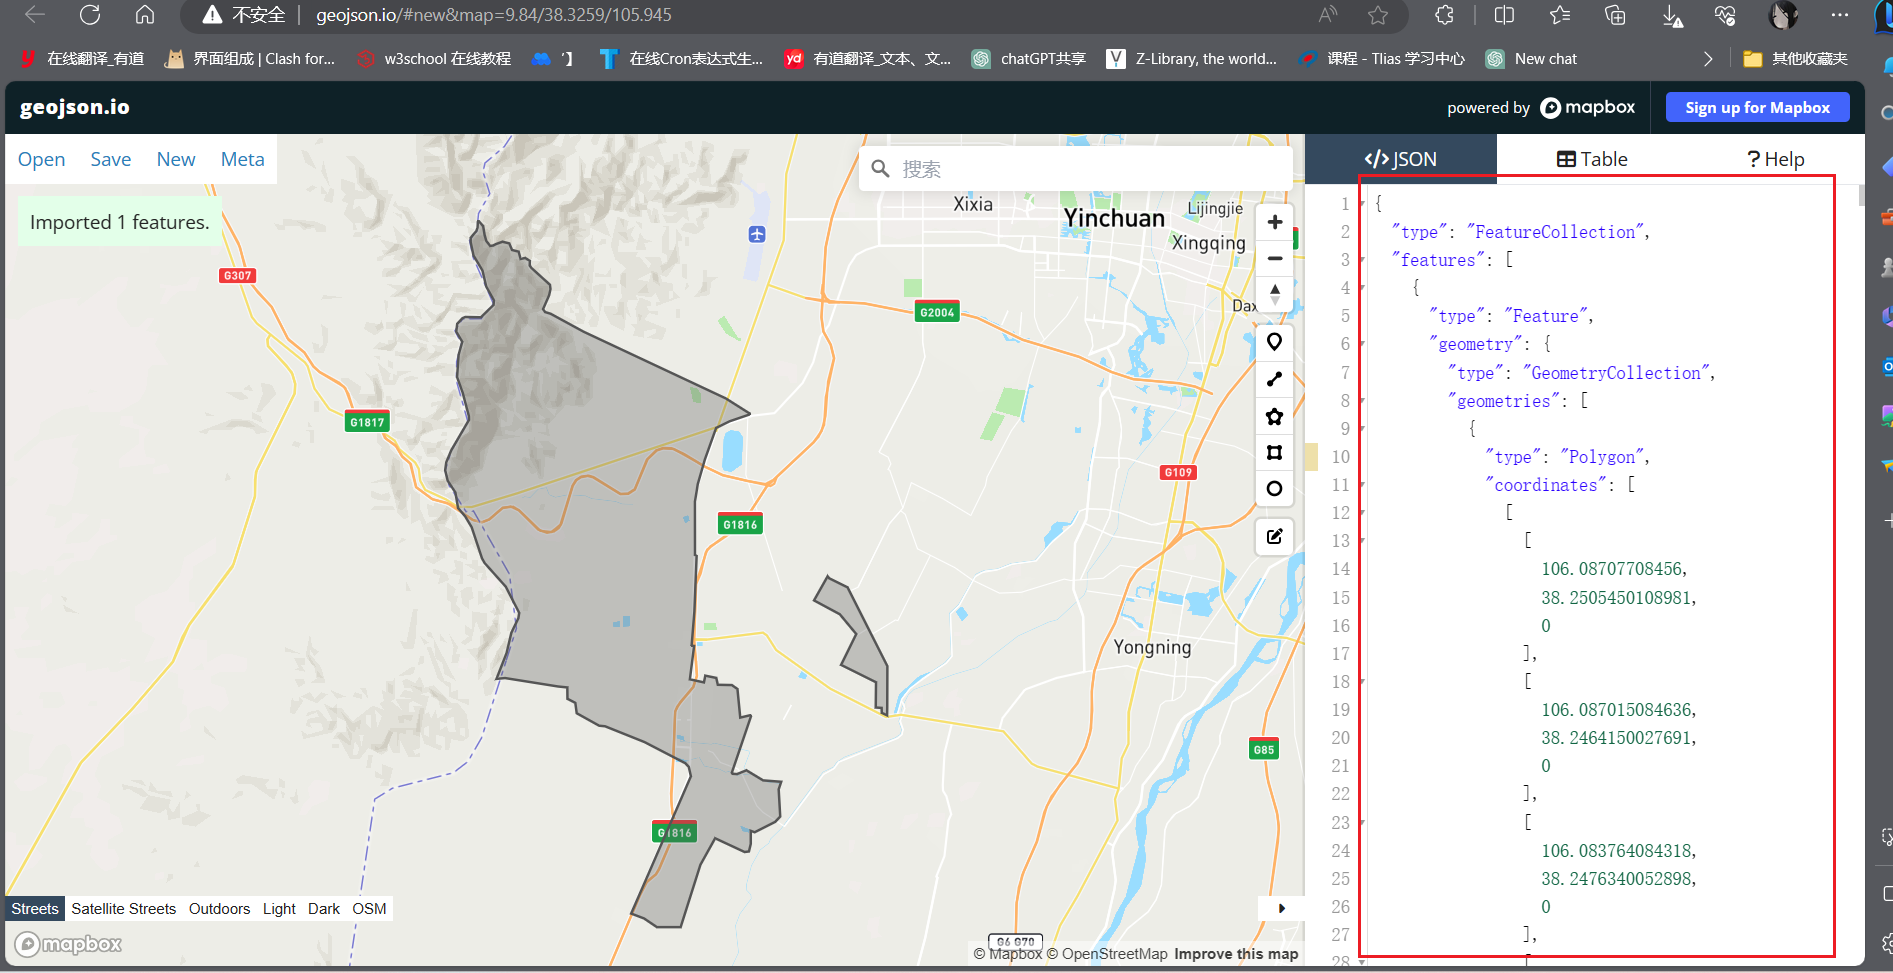 不安全 geojson.io/#new&map=9.84/38.3259/105.945
在线翻译_有道 界面组成 | Clash for... w3school 在线教程 '】 在线Cron表达式生... 有道翻译_文本、文... chatGPT共享 Z-Library, the world... 课程 - Tlias 学习中心 New chat 其他收藏夹
geojson.io powered by mapbox Sign up for Mapbox
Open Save New Meta
搜索
JSON Table ? Help
Imported 1 features.
Xixia
Yinchuan
Lijingjie
Xingqing
G307
G2004
Dax
G1817
G109
G1816
Yongning
G85
G1816
G6 G70
Streets Satellite Streets Outdoors Light Dark OSM
mapbox
© Mapbox © OpenStreetMap Improve this map
1 {
2 "type": "FeatureCollection",
3 "features": [
4 {
5 "type": "Feature",
6 "geometry": {
7 "type": "GeometryCollection",
8 "geometries": [
9 {
10 "type": "Polygon",
11 "coordinates": [
12 [
13 [
14 106.08707708456,
15 38.2505450108981,
16 0
17 ],
18 [
19 106.087015084636,
20 38.2464150027691,
21 0
22 ],
23 [
24 106.083764084318,
25 38.2476340052898,
26 0
27 ],
28 [